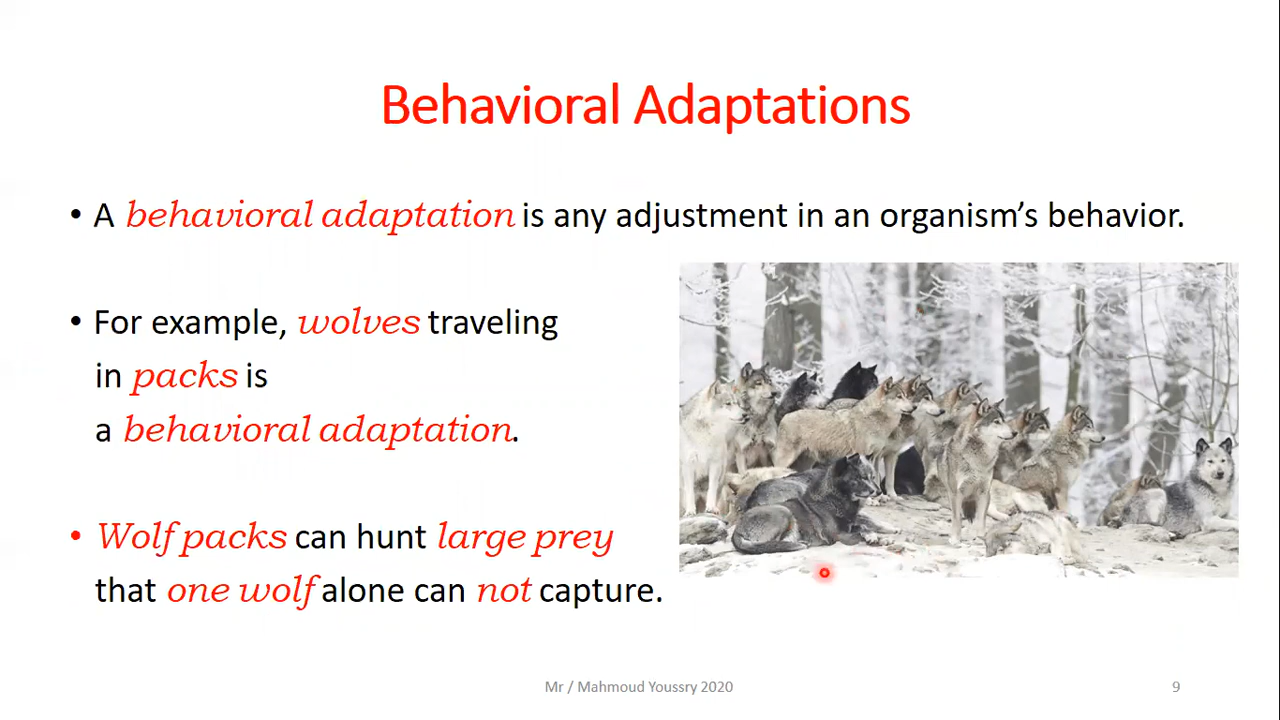 Behavioral Adaptations
• A behavioral adaptation is any adjustment in an organism’s behavior.
• For example, wolves traveling
in packs is
a behavioral adaptation.
• Wolf packs can hunt large prey
that one wolf alone can not capture.
Mr / Mahmoud Youssry 2020
9